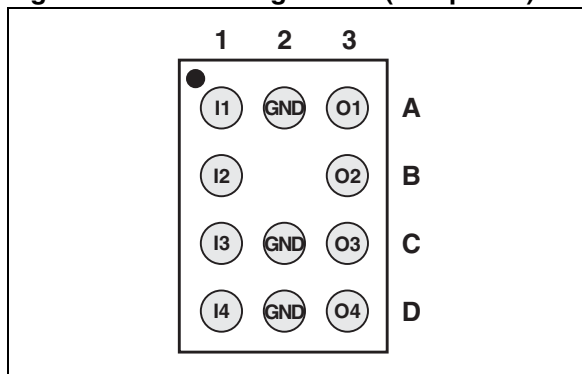 1 2 3
I1 GND O1 A
I2 O2 B
I3 GND O3 C
I4 GND O4 D